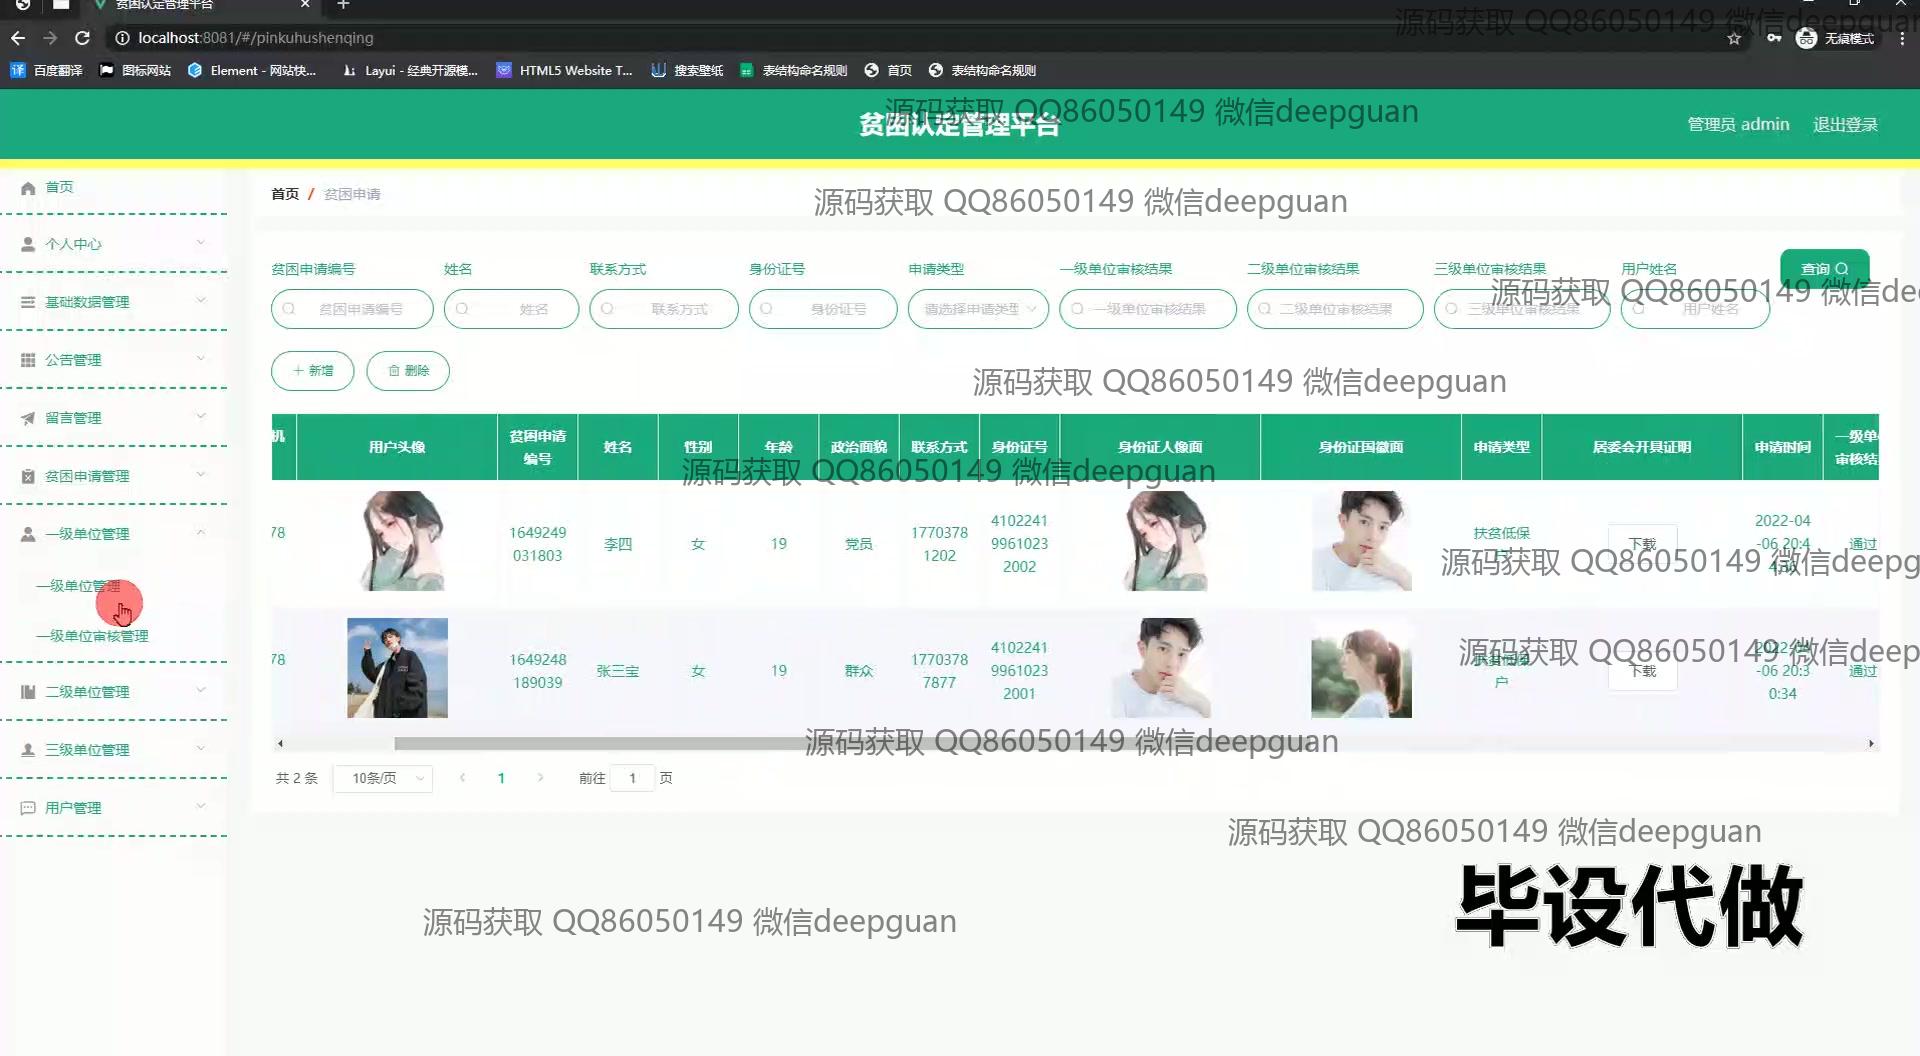 贫困认定管理平台
localhost:8081/#/pinkuhushenqing
无痕模式
百度翻译
图标网站
Element - 网站快...
Layui - 经典开源模...
HTML5 Website T...
搜索壁纸
表结构命名规则
首页
表结构命名规则
源码获取 QQ86050149 微信deepguan
贫困认定管理平台
源码获取 QQ86050149 微信deepguan
管理员 admin
退出登录
首页
个人中心
基础数据管理
公告管理
留言管理
贫困申请管理
一级单位管理
一级单位管理
一级单位审核管理
二级单位管理
三级单位管理
用户管理
首页 / 贫困申请
源码获取 QQ86050149 微信deepguan
贫困申请编号
姓名
联系方式
身份证号
申请类型
一级单位审核结果
二级单位审核结果
三级单位审核结果
用户姓名
查询
贫困申请编号
姓名
联系方式
身份证号
请选择申请类型
一级单位审核结果
二级单位审核结果
三级单位审核结果
用户姓名
源码获取 QQ86050149 微信de
新增
删除
源码获取 QQ86050149 微信deepguan
机
用户头像
贫困申请
编号
姓名
性别
年龄
政治面貌
联系方式
身份证号
身份证人像面
身份证国徽面
申请类型
居委会开具证明
申请时间
一级单
审核结
源码获取 QQ86050149 微信deepguan
78
1649249
031803
李四
女
19
党员
1770378
1202
4102241
9961023
2002
扶贫低保
下载
2022-04
-06 20:4
通过
源码获取 QQ86050149 微信deepg
78
1649248
189039
张三宝
女
19
群众
1770378
7877
4102241
9961023
2001
户
下载
-06 20:3
0:34
通过
源码获取 QQ86050149 微信deep
源码获取 QQ86050149 微信deepguan
共 2 条
10条/页
1
前往 1 页
源码获取 QQ86050149 微信deepguan
毕设代做
源码获取 QQ86050149 微信deepguan